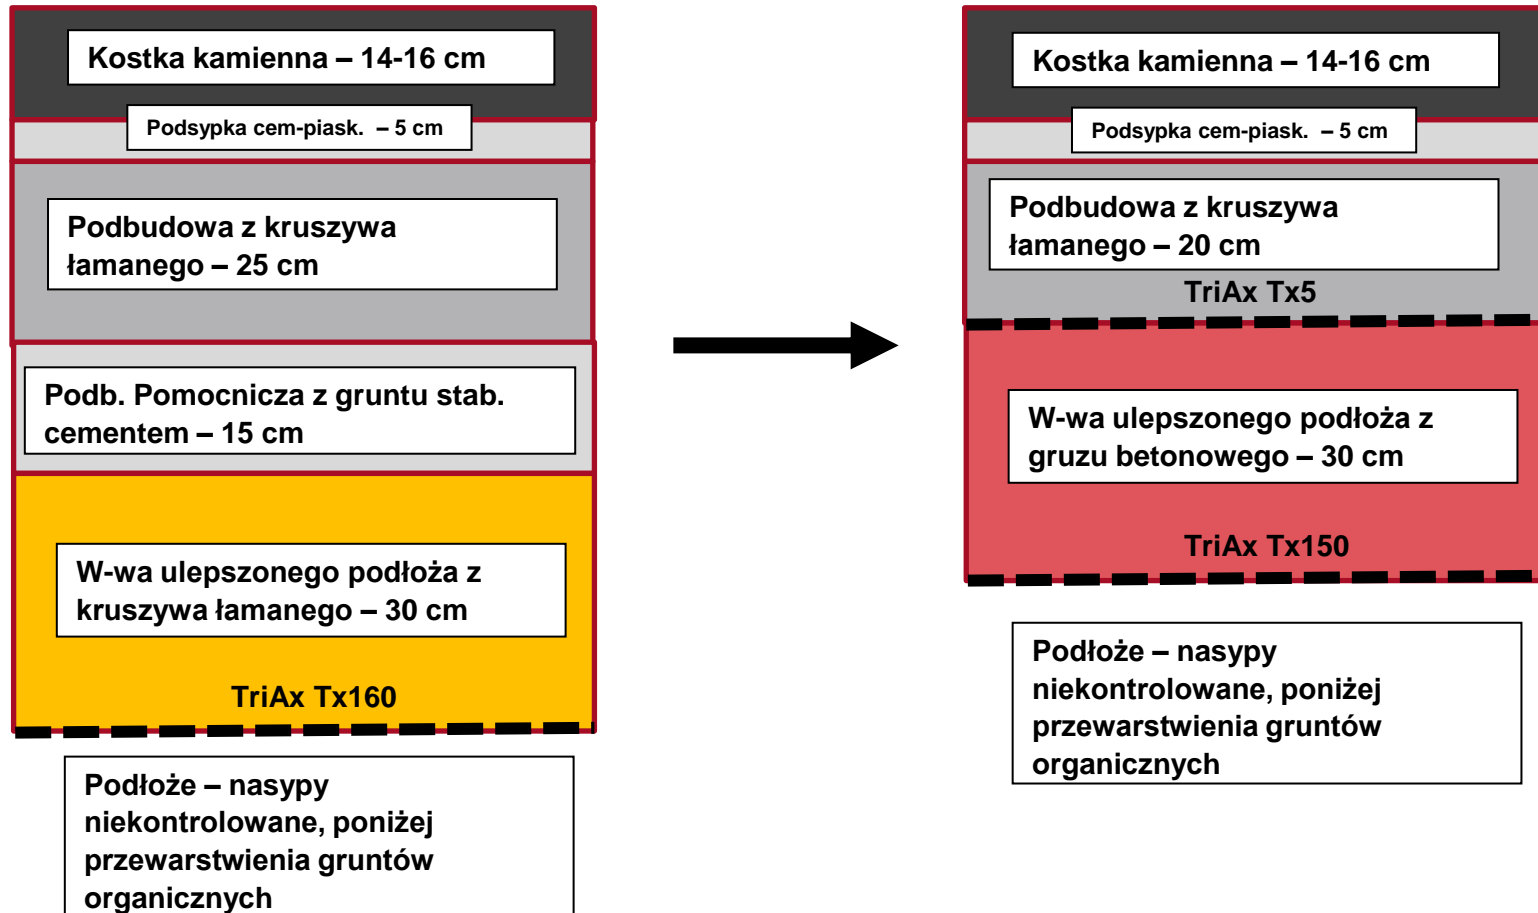 Kostka kamienna – 14-16 cm
Podsypka cem-piask. – 5 cm
Podbudowa z kruszywa
łamanego – 25 cm
Podb. Pomocnicza z gruntu stab.
cementem – 15 cm
W-wa ulepszonego podłoża z
kruszywa łamanego – 30 cm
TriAx Tx160
Podłoże – nasypy
niekontrolowane, poniżej
przewarstwienia gruntów
organicznych
Kostka kamienna – 14-16 cm
Podsypka cem-piask. – 5 cm
Podbudowa z kruszywa
łamanego – 20 cm
TriAx Tx5
W-wa ulepszonego podłoża z
gruzu betonowego – 30 cm
TriAx Tx150
Podłoże – nasypy
niekontrolowane, poniżej
przewarstwienia gruntów
organicznych